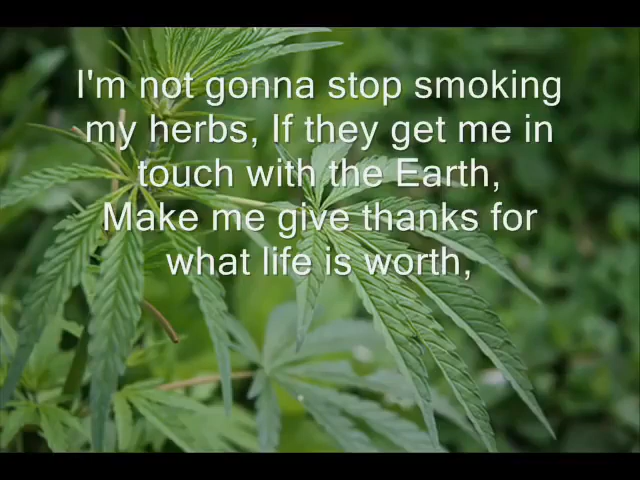 I'm not gonna stop smoking
my herbs, If they get me in
touch with the Earth,
Make me give thanks for
what life is worth,